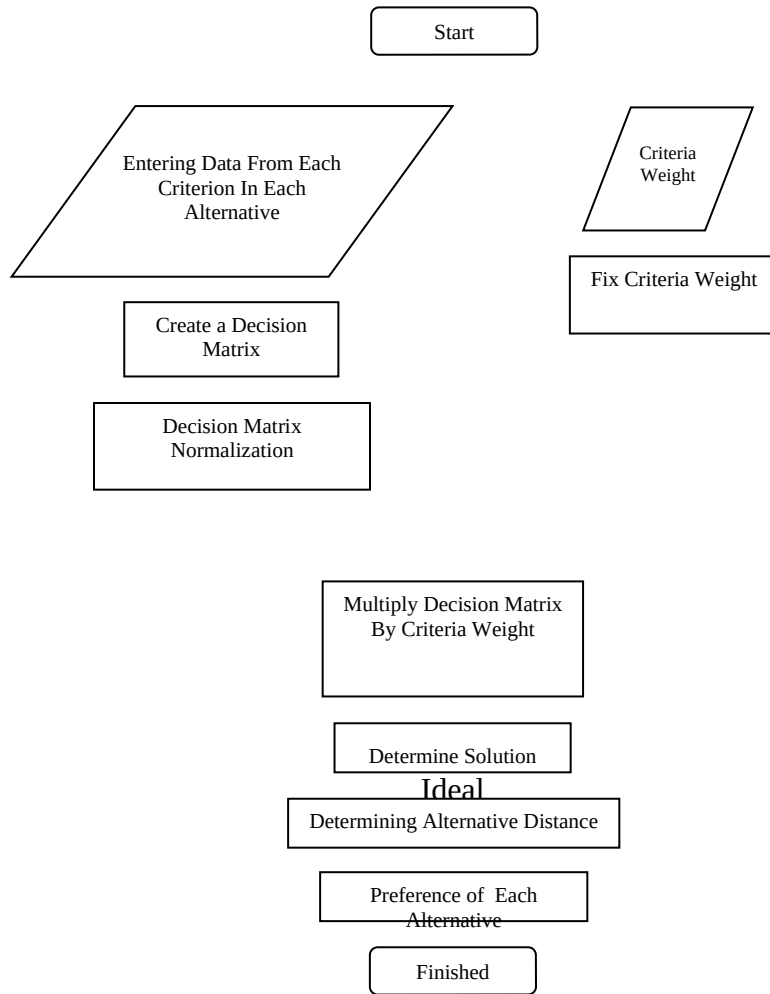 Start
Entering Data From Each
Criterion In Each
Alternative
Criteria
Weight
Fix Criteria Weight
Create a Decision
Matrix
Decision Matrix
Normalization
Multiply Decision Matrix
By Criteria Weight
Determine Solution
Ideal
Determining Alternative Distance
Preference of Each
Alternative
Finished